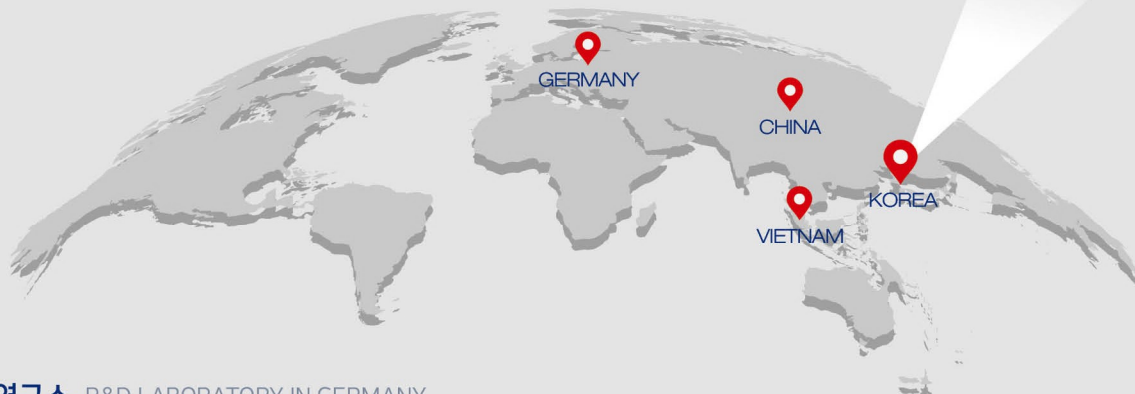 GERMANY
CHINA
KOREA
VIETNAM
연구소 R&D LABORATORY IN GERMANY